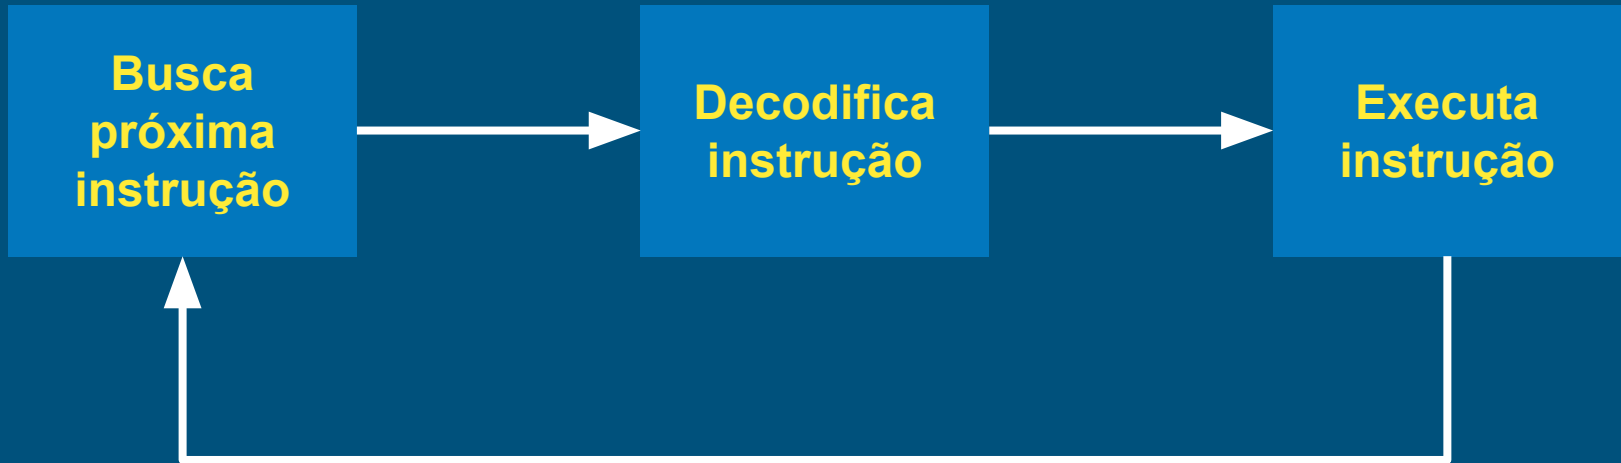 Busca
próxima
instrução
Decodifica
instrução
Executa
instrução